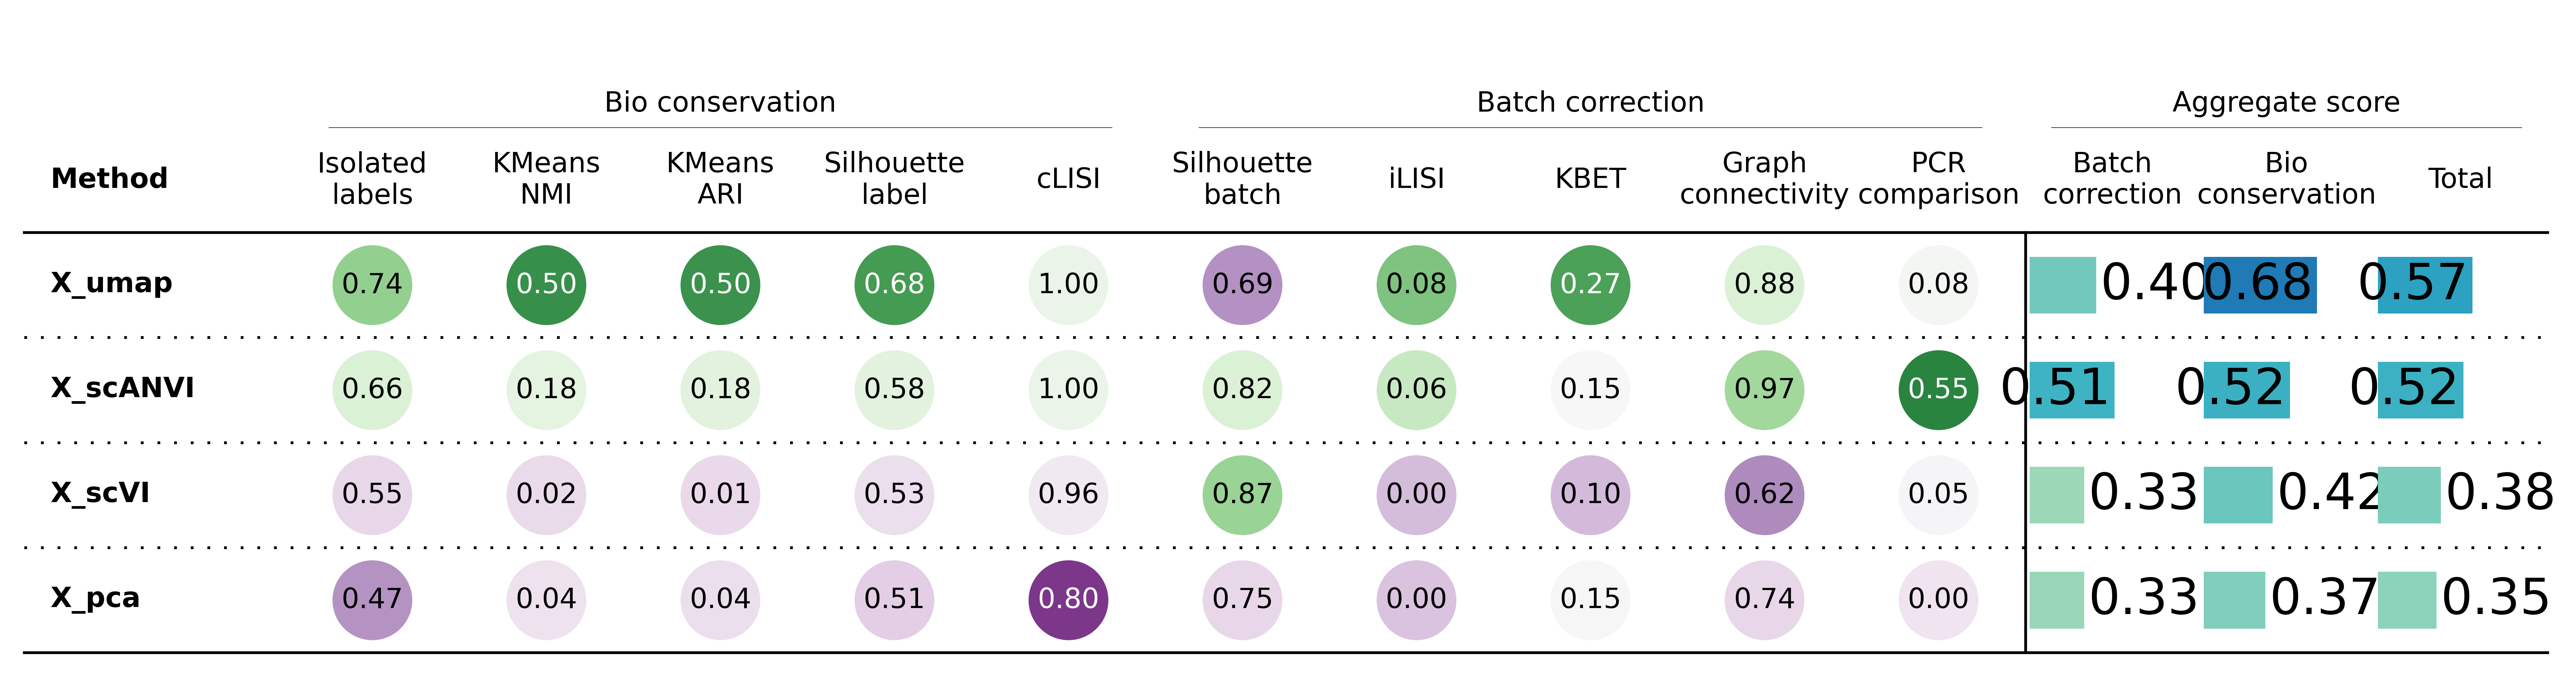 Bio conservation Batch correction Aggregate score
Method Isolated labels KMeans NMI KMeans ARI Silhouette label cLISI Silhouette batch iLISI KBET Graph connectivity PCR comparison Batch correction Bio conservation Total
X_umap 0.74 0.50 0.50 0.68 1.00 0.69 0.08 0.27 0.88 0.08 0.40 0.68 0.57
X_scANVI 0.66 0.18 0.18 0.58 1.00 0.82 0.06 0.15 0.97 0.55 0.51 0.52 0.52
X_scVI 0.55 0.02 0.01 0.53 0.96 0.87 0.00 0.10 0.62 0.05 0.33 0.42 0.38
X_pca 0.47 0.04 0.04 0.51 0.80 0.75 0.00 0.15 0.74 0.00 0.33 0.37 0.35